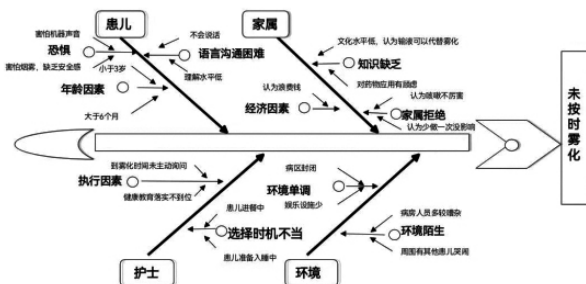 患儿
家属
害怕机器声音
恐惧
害怕烟雾、缺乏安全感
不会说话
语言沟通困难
理解水平低
小于3岁
年龄因素
大于6个月
文化水平低，认为输液可以代替雾化
知识缺乏
对药物应用有顾虑
认为浪费钱
经济因素
认为咳嗽不厉害
家属拒绝
认为少做一次没影响
未按时雾化
到雾化时间未主动询问
执行因素
健康教育落实不到位
患儿进餐中
选择时机不当
患儿准备入睡中
病区封闭
环境单调
娱乐设施少
病房人员多较嘈杂
环境陌生
周围有其他患儿哭闹
护士
环境